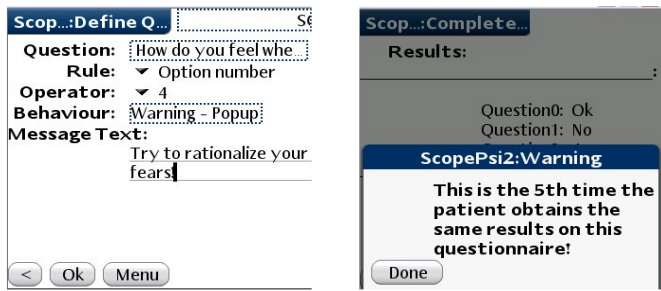 Scop...:Define Q...
Question: How do you feel whe...
Rule: Option number
Operator: 4
Behaviour: Warning - Popup
Message Text:
Try to rationalize your
fears!
< Ok Menu
Scop...:Complete...
Results:
:
Question0: Ok
Question1: No
ScopePsi2:Warning
This is the 5th time the
patient obtains the
same results on this
questionnaire!
Done